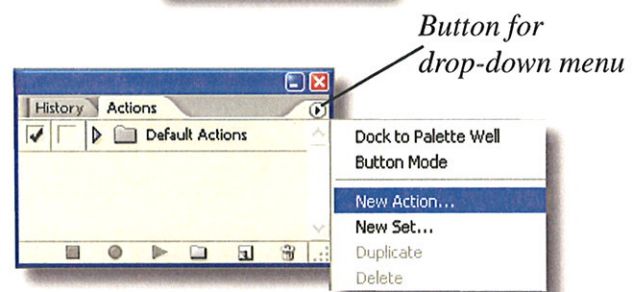 Button for
drop-down menu
History Actions
Default Actions
Dock to Palette Well
Button Mode
New Action...
New Set...
Duplicate
Delete